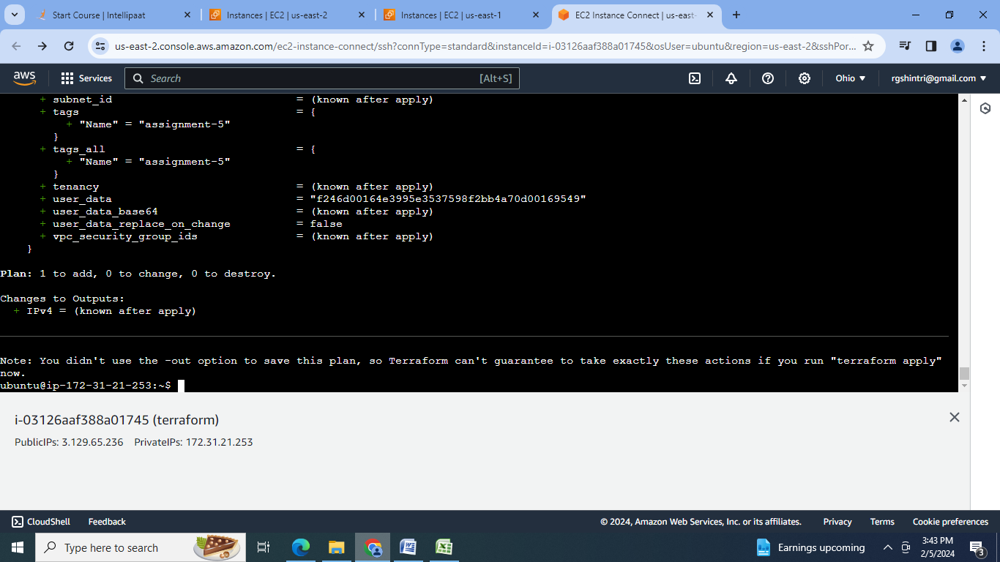 Start Course | Intellipaat
Instances | EC2 | us-east-2
Instances | EC2 | us-east-1
EC2 Instance Connect | us-east-
us-east-2.console.aws.amazon.com/ec2-instance-connect/ssh?connType=standard&instanceId=i-03126aaf388a01745&osUser=ubuntu&region=us-east-2&sshPor...
aws
Services
Search
[Alt+S]
Ohio
rgshintri@gmail.com
+ subnet_id = (known after apply)
+ tags = {
+ "Name" = "assignment-5"
}
+ tags_all = {
+ "Name" = "assignment-5"
}
+ tenancy = (known after apply)
+ user_data = "f246d00164e3995e3537598f2bb4a70d00169549"
+ user_data_base64 = (known after apply)
+ user_data_replace_on_change = false
+ vpc_security_group_ids = (known after apply)
}
Plan: 1 to add, 0 to change, 0 to destroy.
Changes to Outputs:
+ IPv4 = (known after apply)
Note: You didn't use the -out option to save this plan, so Terraform can't guarantee to take exactly these actions if you run "terraform apply"
now.
ubuntu@ip-172-31-21-253:~$
i-03126aaf388a01745 (terraform)
PublicIPs: 3.129.65.236 PrivateIPs: 172.31.21.253
CloudShell
Feedback
© 2024, Amazon Web Services, Inc. or its affiliates.
Privacy
Terms
Cookie preferences
Type here to search
Earnings upcoming
3:43 PM
2/5/2024
3